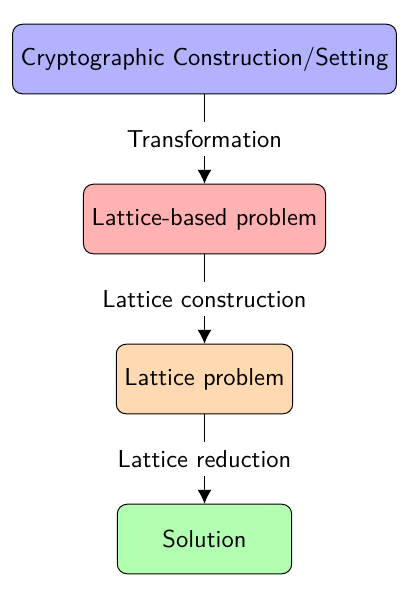 Cryptographic Construction/Setting
Transformation
Lattice-based problem
Lattice construction
Lattice problem
Lattice reduction
Solution